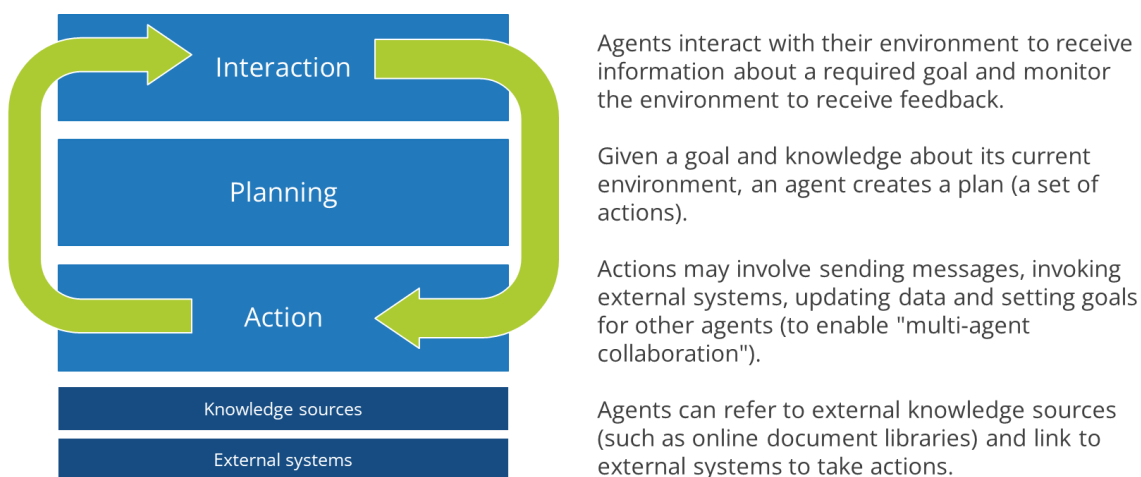 Interaction
Planning
Action
Knowledge sources
External systems
Agents interact with their environment to receive
information about a required goal and monitor
the environment to receive feedback.
Given a goal and knowledge about its current
environment, an agent creates a plan (a set of
actions).
Actions may involve sending messages, invoking
external systems, updating data and setting goals
for other agents (to enable "multi-agent
collaboration").
Agents can refer to external knowledge sources
(such as online document libraries) and link to
external systems to take actions.